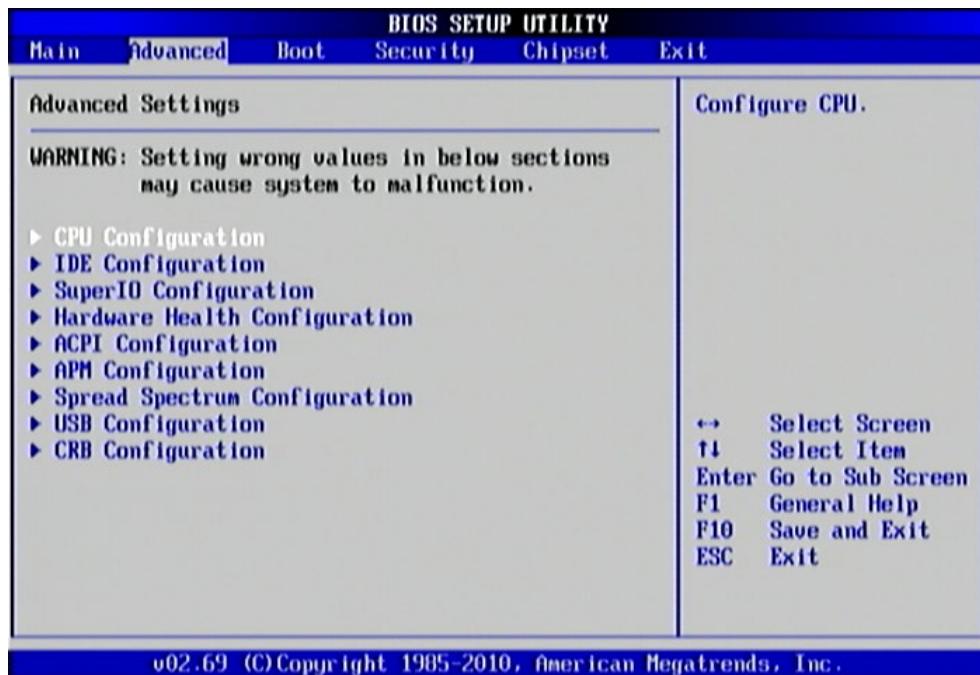 BIOS SETUP UTILITY
Main Advanced Boot Security Chipset Exit
Advanced Settings
WARNING: Setting wrong values in below sections
may cause system to malfunction.
▶ CPU Configuration
▶ IDE Configuration
▶ SuperIO Configuration
▶ Hardware Health Configuration
▶ ACPI Configuration
▶ APM Configuration
▶ Spread Spectrum Configuration
▶ USB Configuration
▶ CRB Configuration
Configure CPU.
↔ Select Screen
↑↓ Select Item
Enter Go to Sub Screen
F1 General Help
F10 Save and Exit
ESC Exit
v02.69 (C)Copyright 1985-2010, American Megatrends, Inc.